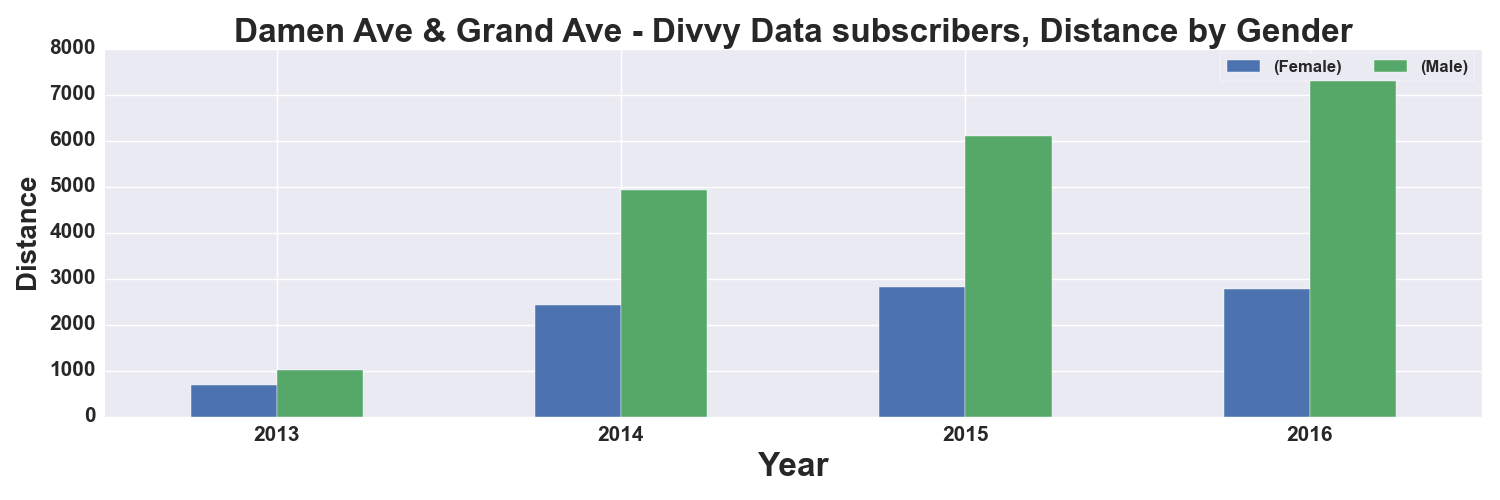 Damen Ave & Grand Ave - Divvy Data subscribers, Distance by Gender
(Female) (Male)
8000
7000
6000
5000
4000
3000
2000
1000
0
Distance
2013 2014 2015 2016
Year